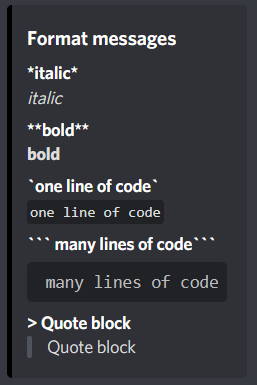 Format messages
*italic*
italic
**bold**
bold
`one line of code`
one line of code
``` many lines of code```
many lines of code
> Quote block
Quote block